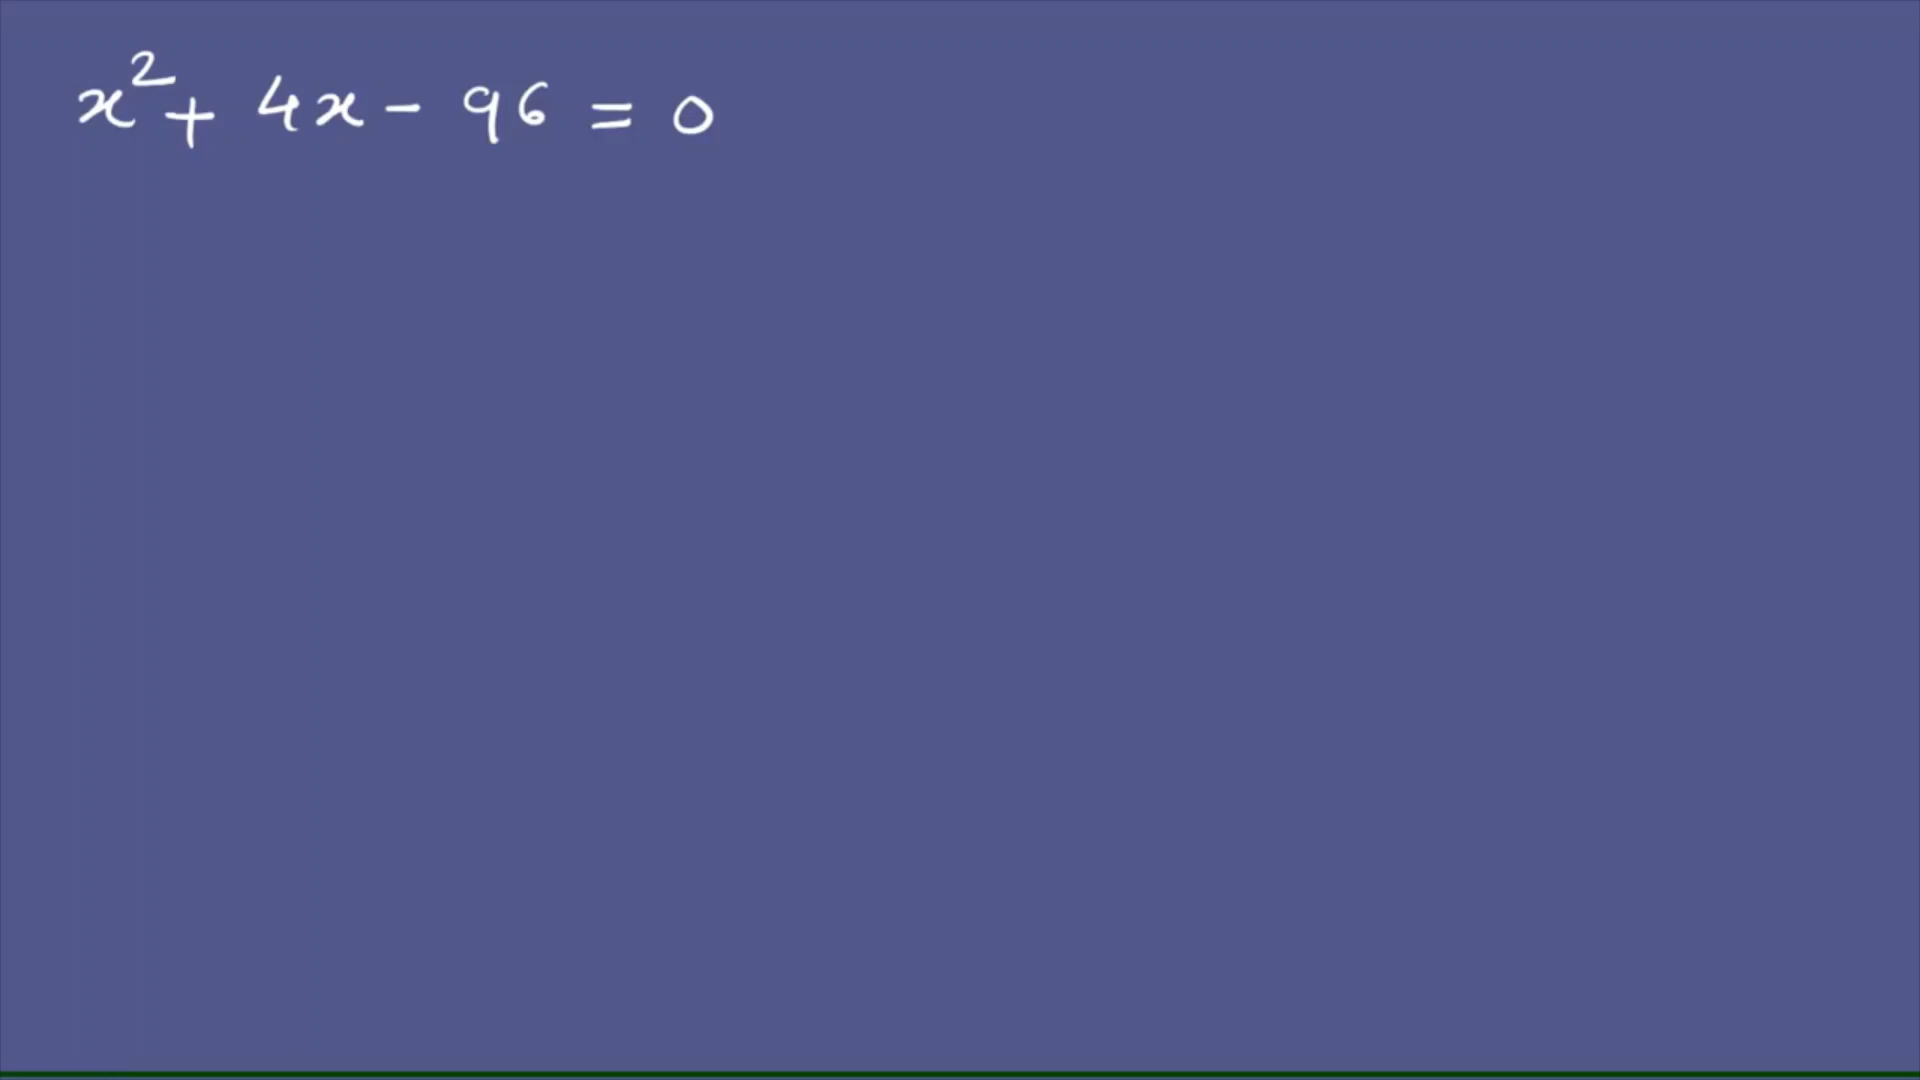 x² + 4x - 96 = 0